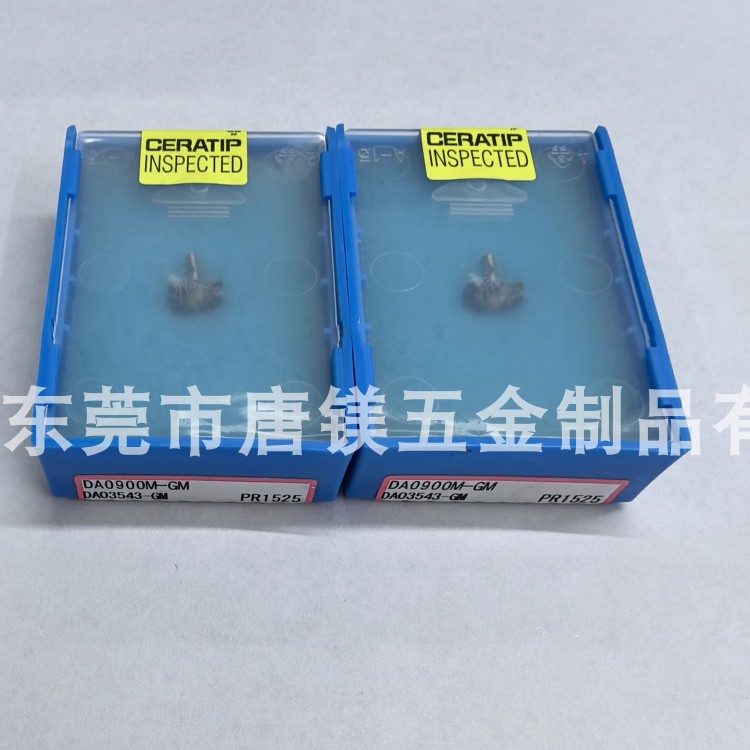 CERATIP
INSPECTED
CERATIP
INSPECTED
A-15
东莞市唐镁五金制品有
DA0900M-GM
DA03543-GM
PR1525
DA0900M-GM
DA03543-GM
PR1525